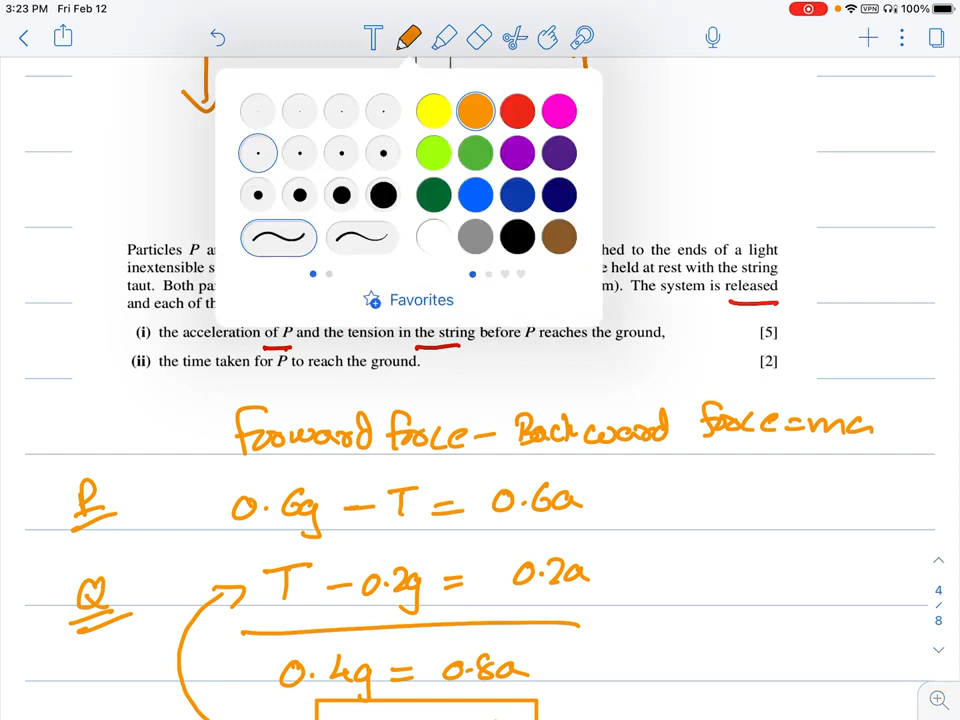 3:23 PM Fri Feb 12
VPN 100%
T
Particles P
ched to the ends of a light
inextensible s
e held at rest with the string
taut. Both pa
m). The system is released
and each of th
(i) the acceleration of P and the tension in the string before P reaches the ground, [5]
(ii) the time taken for P to reach the ground. [2]
Favorites
Forward force - Backward force = ma
P 0.6g - T = 0.6a
Q T - 0.2g = 0.2a
0.4g = 0.8a
4
/
8